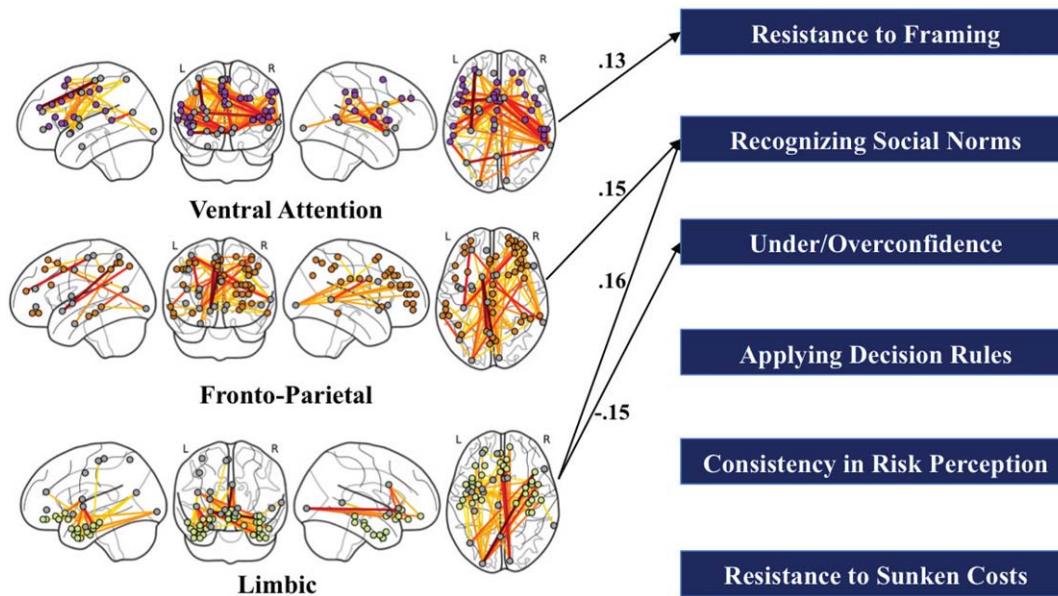 L R
Ventral Attention
L R
Fronto-Parietal
L R
Limbic
.13
.15
.16
-.15
Resistance to Framing
Recognizing Social Norms
Under/Overconfidence
Applying Decision Rules
Consistency in Risk Perception
Resistance to Sunken Costs